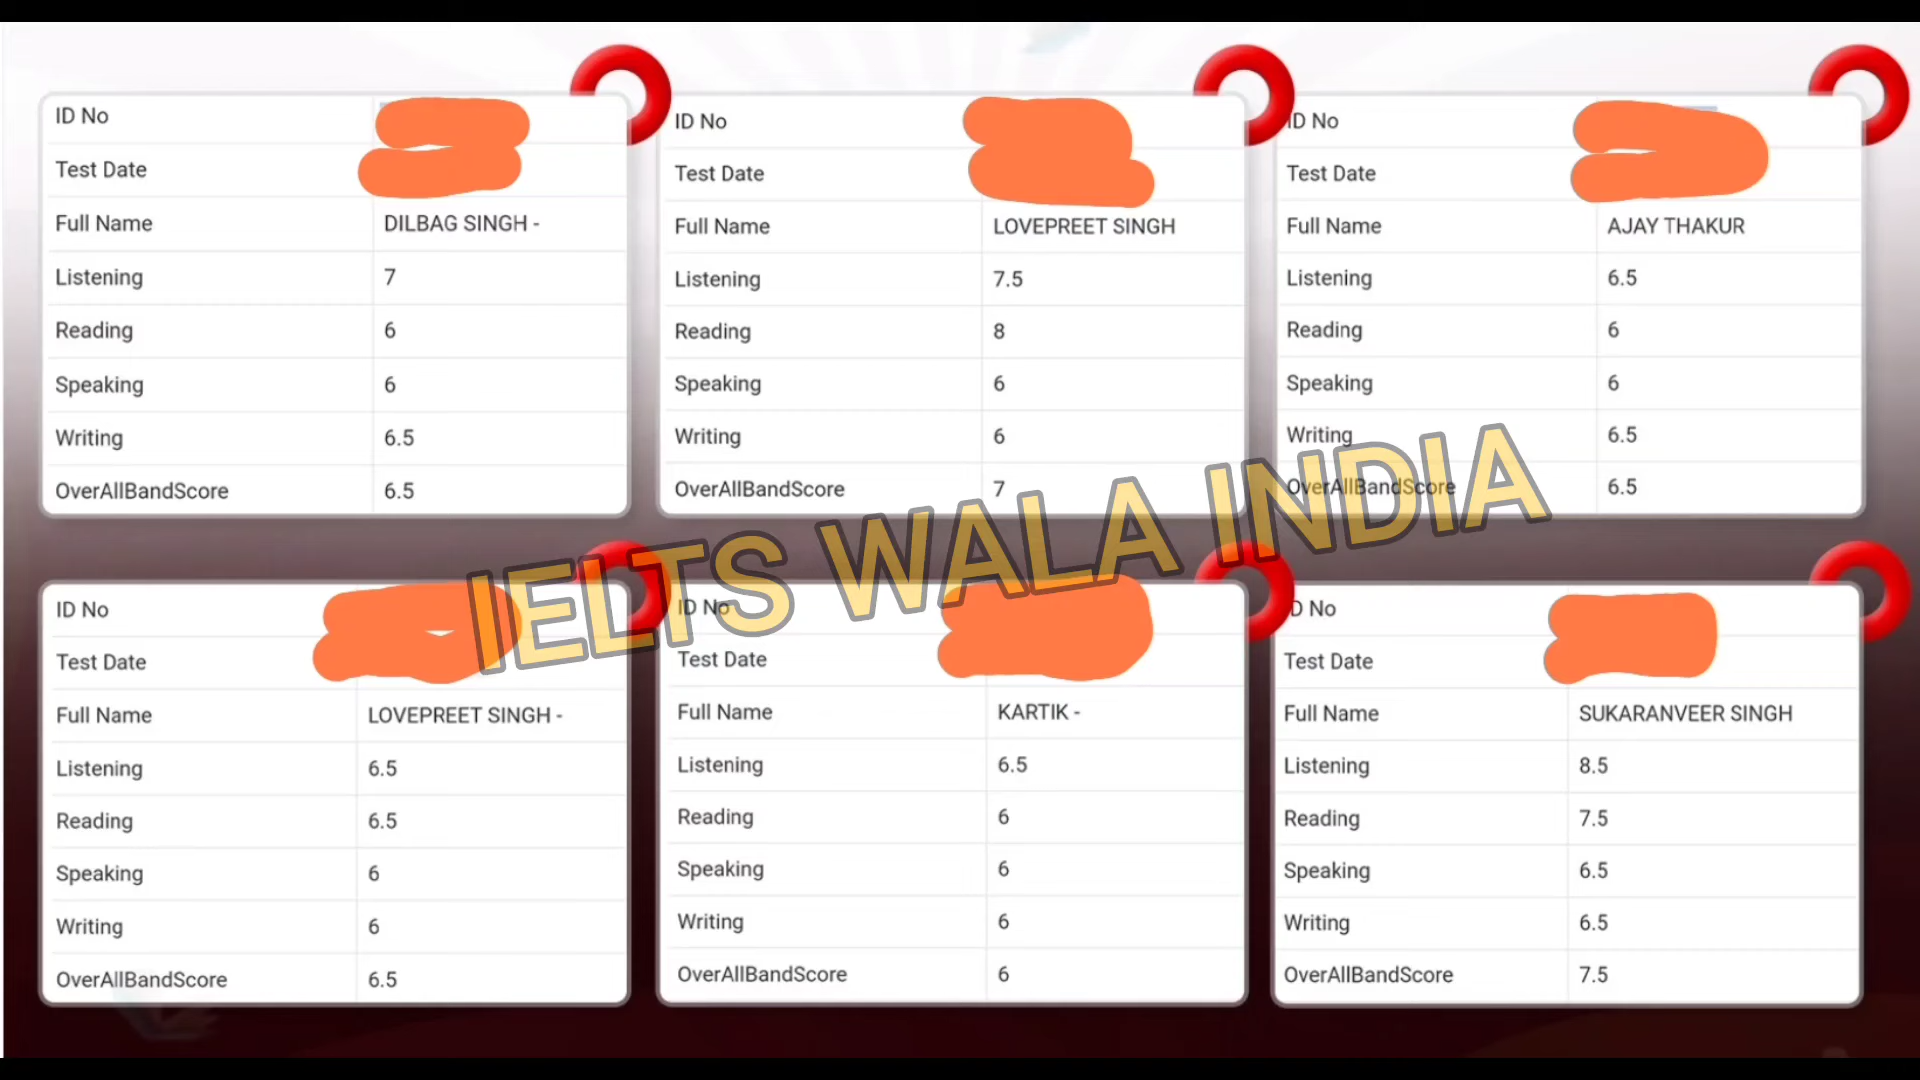 ID No
Test Date
Full Name DILBAG SINGH -
Listening 7
Reading 6
Speaking 6
Writing 6.5
OverAllBandScore 6.5
ID No
Test Date
Full Name LOVEPREET SINGH
Listening 7.5
Reading 8
Speaking 6
Writing 6
OverAllBandScore 7
ID No
Test Date
Full Name AJAY THAKUR
Listening 6.5
Reading 6
Speaking 6
Writing 6.5
OverAllBandScore 6.5
IELTS WALA INDIA
ID No
Test Date
Full Name LOVEPREET SINGH -
Listening 6.5
Reading 6.5
Speaking 6
Writing 6
OverAllBandScore 6.5
ID No
Test Date
Full Name KARTIK -
Listening 6.5
Reading 6
Speaking 6
Writing 6
OverAllBandScore 6
ID No
Test Date
Full Name SUKARANVEER SINGH
Listening 8.5
Reading 7.5
Speaking 6.5
Writing 6.5
OverAllBandScore 7.5